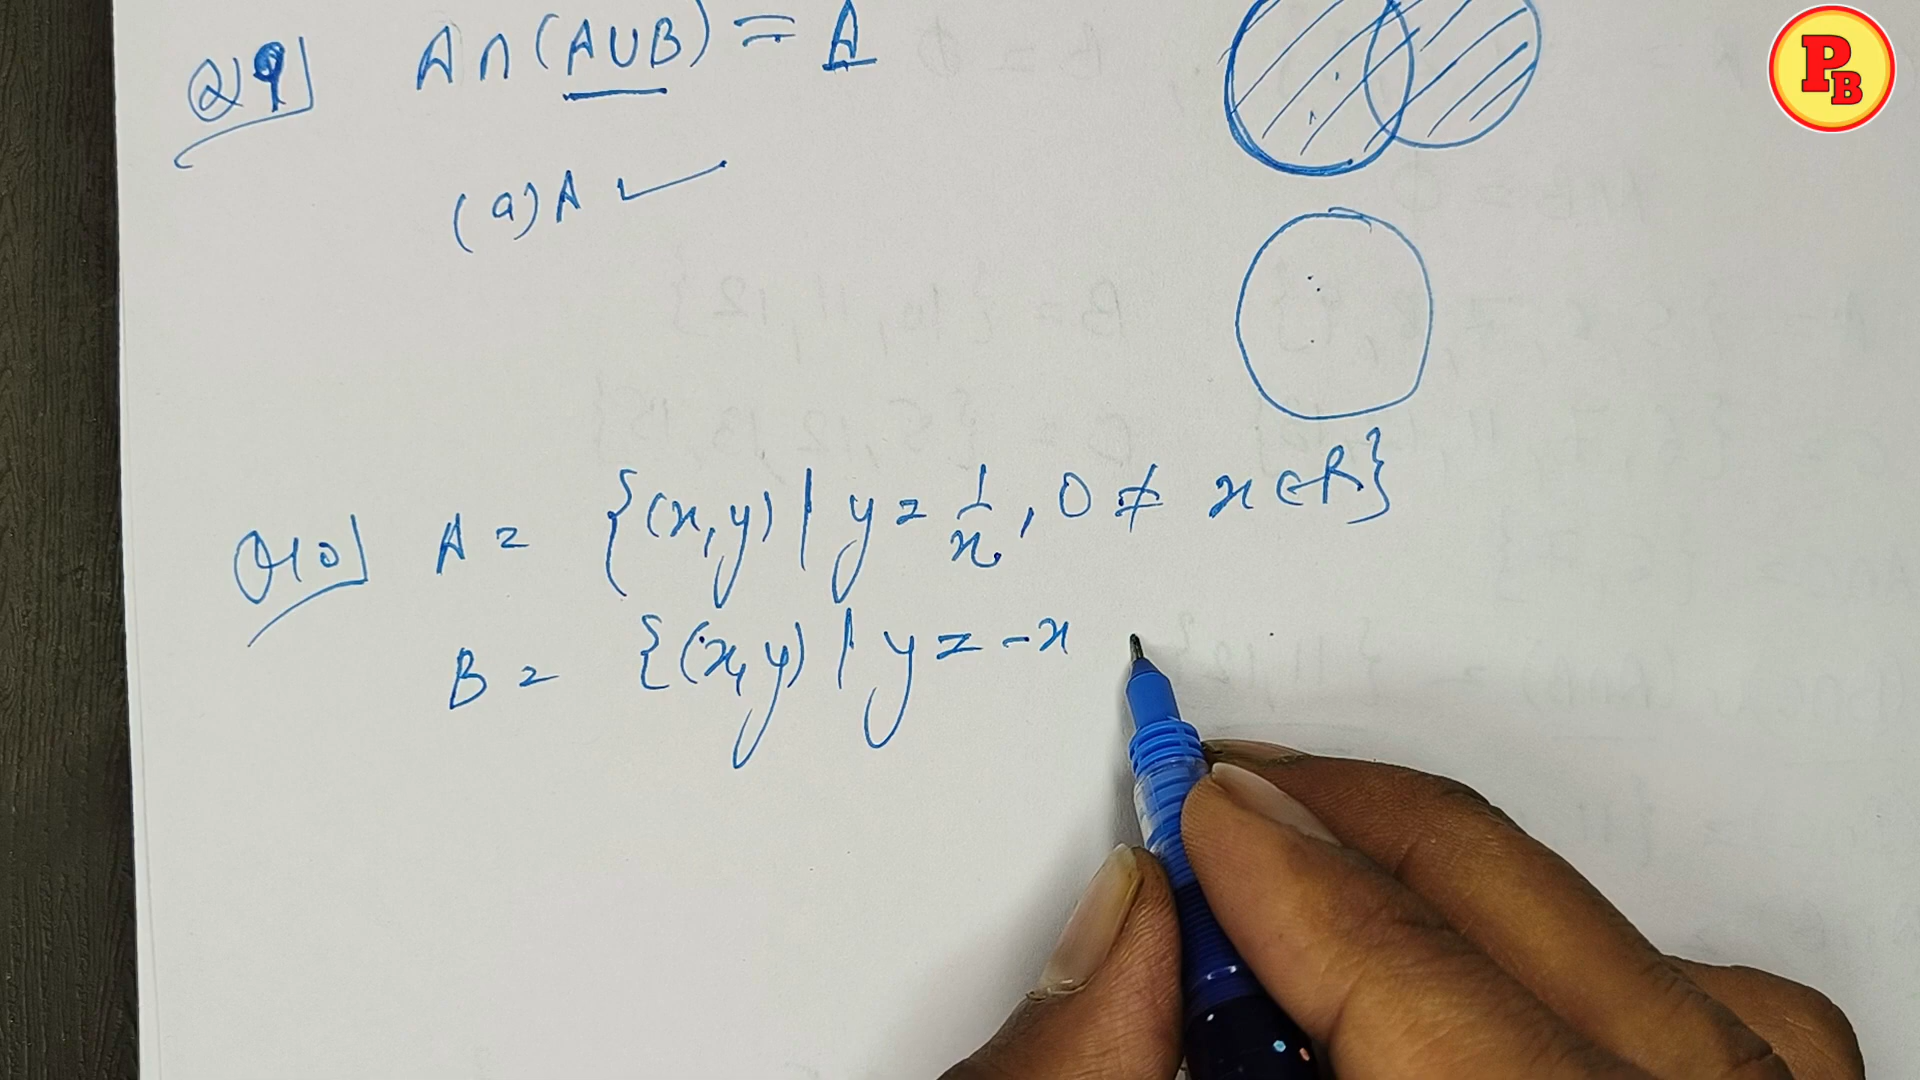 Q9] A∩(A∪B) = A
(a) A ✓
Q10] A = {(x,y) | y = 1/x, 0 ≠ x ∈ R}
B = {(x,y) | y = -x
PB